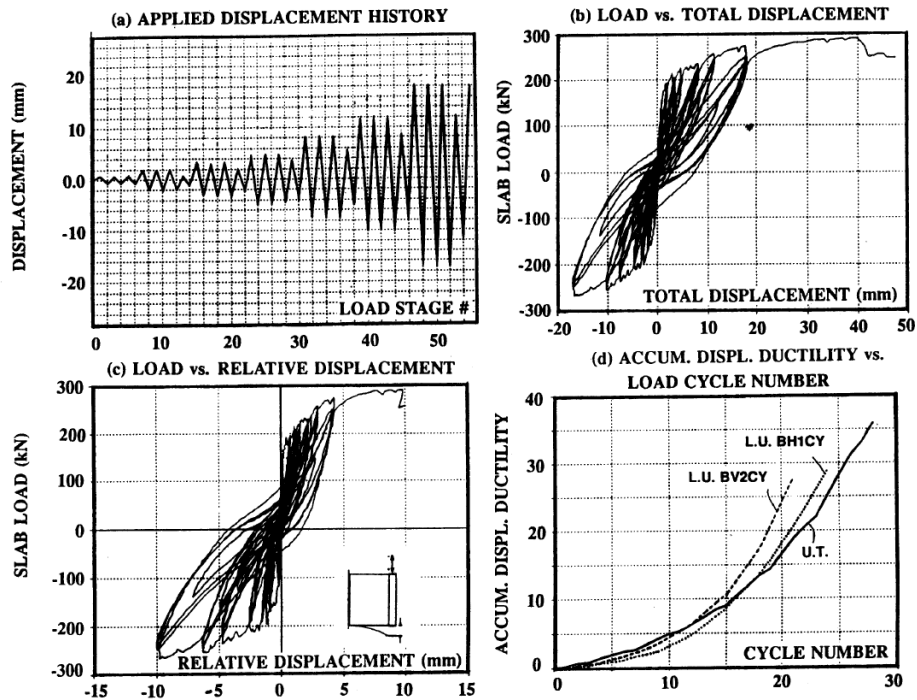 (a) APPLIED DISPLACEMENT HISTORY
DISPLACEMENT (mm)
20
10
0.0
-10
-20
LOAD STAGE #
0 10 20 30 40 50
(b) LOAD vs. TOTAL DISPLACEMENT
SLAB LOAD (kN)
300
200
100
0
-100
-200
-300
TOTAL DISPLACEMENT (mm)
-20 -10 0 10 20 30 40 50
(c) LOAD vs. RELATIVE DISPLACEMENT
SLAB LOAD (kN)
300
200
100
0
-100
-200
-300
RELATIVE DISPLACEMENT (mm)
-15 -10 -5 0 5 10 15
(d) ACCUM. DISPL. DUCTILITY vs.
LOAD CYCLE NUMBER
ACCUM. DISPL. DUCTILITY
40
30
20
10
0
L.U. BH1CY
L.U. BV2CY
U.T.
CYCLE NUMBER
0 10 20 30